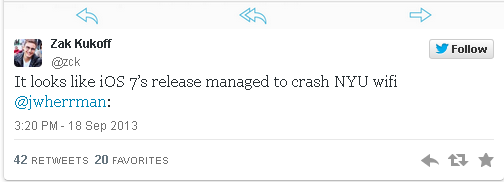 Zak Kukoff
@zck
Follow
It looks like iOS 7's release managed to crash NYU wifi
@jwherrman:
3:20 PM - 18 Sep 2013
42 RETWEETS 20 FAVORITES